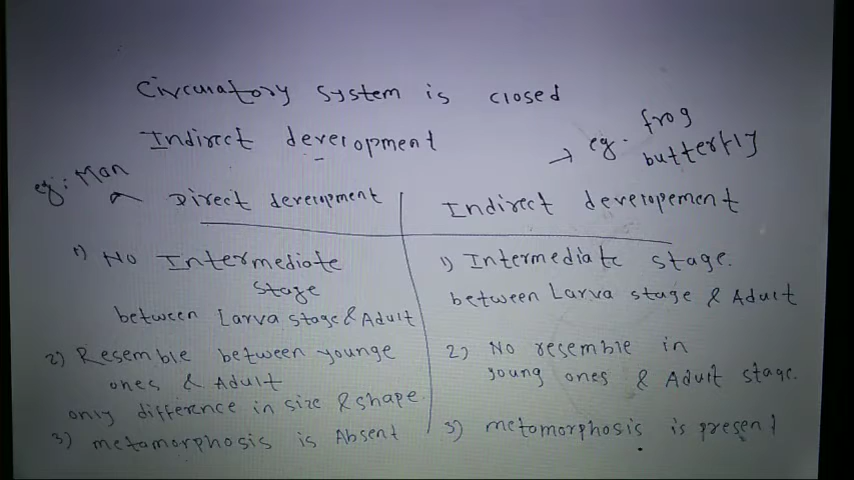 Circulatory system is closed
Indirect development
→ eg. frog
butterfly
eg: Man
Direct development
Indirect developement
1) No Intermediate
stage
between Larva stage & Adult
2) Resemble between younge
ones & Adult
only difference in size & shape
3) metamorphosis is Absent
1) Intermediate stage.
between Larva stage & Adult
2) No resemble in
young ones & Adult stage.
3) metamorphosis is present